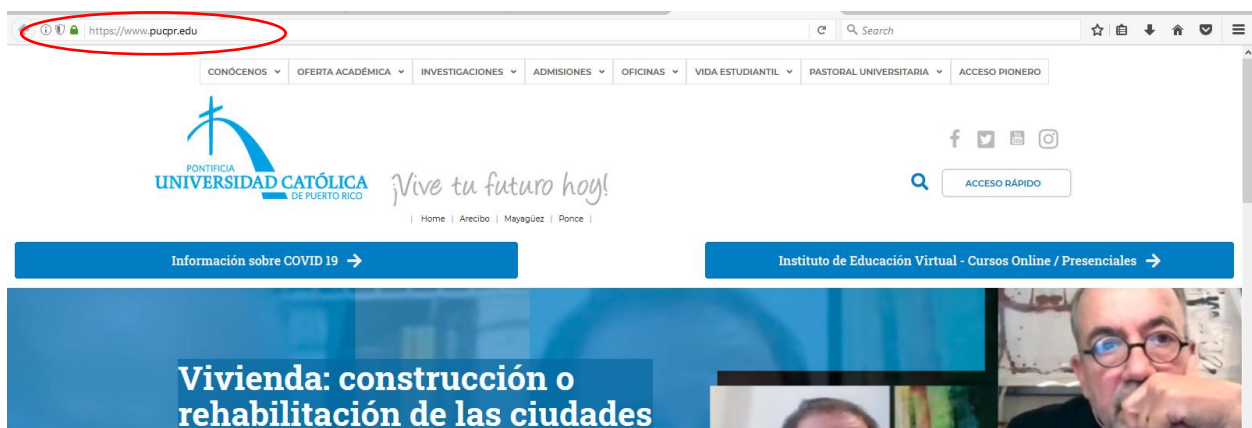 https://www.pucpr.edu
Search
CONÓCENOS OFERTA ACADÉMICA INVESTIGACIONES ADMISIONES OFICINAS VIDA ESTUDIANTIL PASTORAL UNIVERSITARIA ACCESO PIONERO
PONTIFICIA
UNIVERSIDAD CATÓLICA
DE PUERTO RICO
¡Vive tu futuro hoy!
ACCESO RÁPIDO
| Home | Arecibo | Mayagüez | Ponce |
Información sobre COVID 19 →
Instituto de Educación Virtual - Cursos Online / Presenciales →
Vivienda: construcción o
rehabilitación de las ciudades